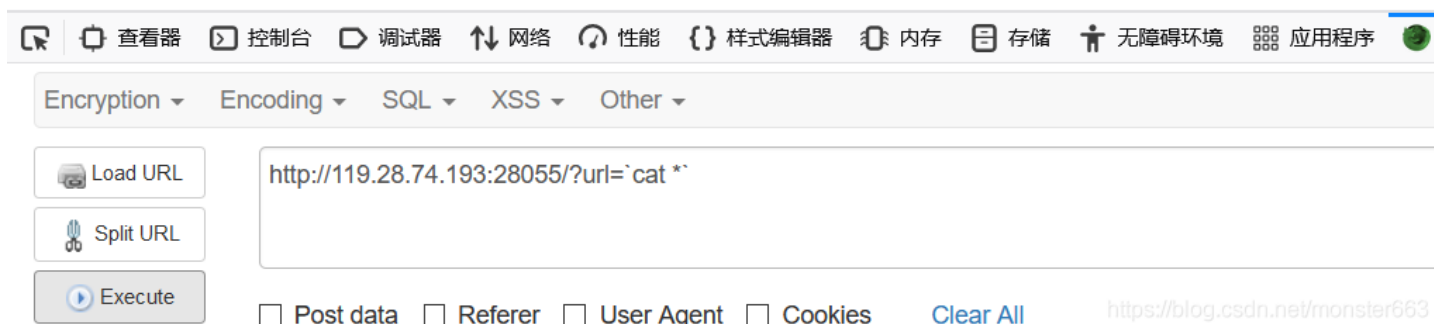 查看器 控制台 调试器 网络 性能 样式编辑器 内存 存储 无障碍环境 应用程序
Encryption Encoding SQL XSS Other
Load URL
http://119.28.74.193:28055/?url=`cat *`
Split URL
Execute
Post data Referer User Agent Cookies Clear All
https://blog.csdn.net/monster663